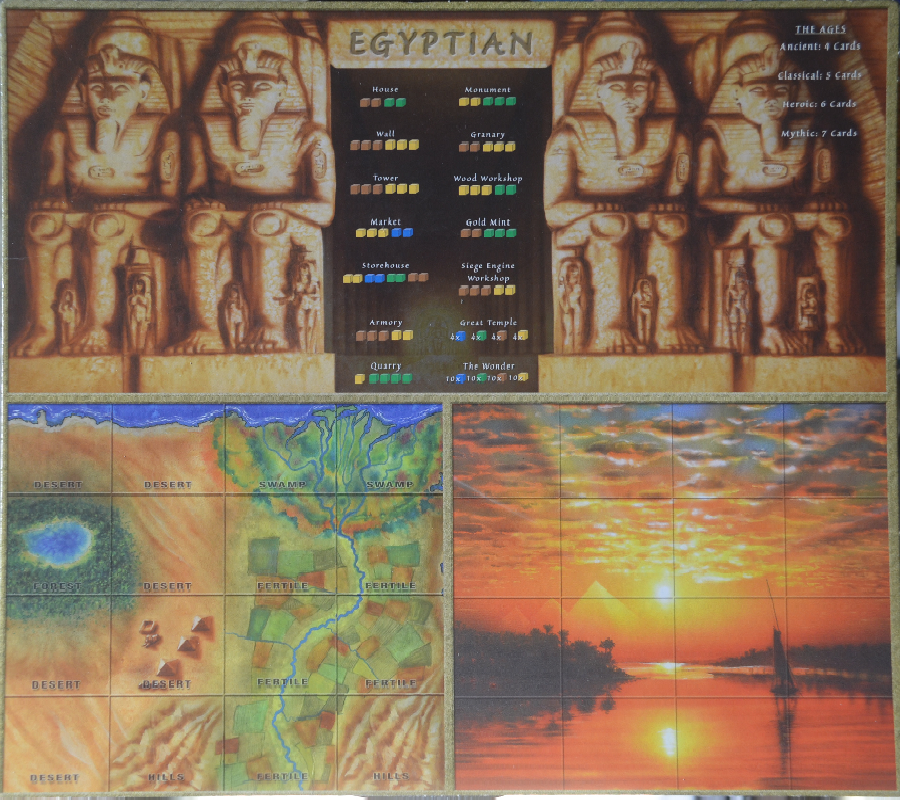 EGYPTIAN
THE AGES
Ancient: 4 Cards
Classical: 5 Cards
Heroic: 6 Cards
Mythic: 7 Cards
House
Monument
Wall
Granary
Tower
Wood Workshop
Market
Gold Mint
Storehouse
Siege Engine
Workshop
Armory
Great Temple
4x 4x 4x 4x
Quarry
The Wonder
10x 10x 10x 10x
DESERT DESERT SWAMP SWAMP
FOREST DESERT FERTILE FERTILE
DESERT DESERT FERTILE FERTILE
DESERT HILLS FERTILE HILLS